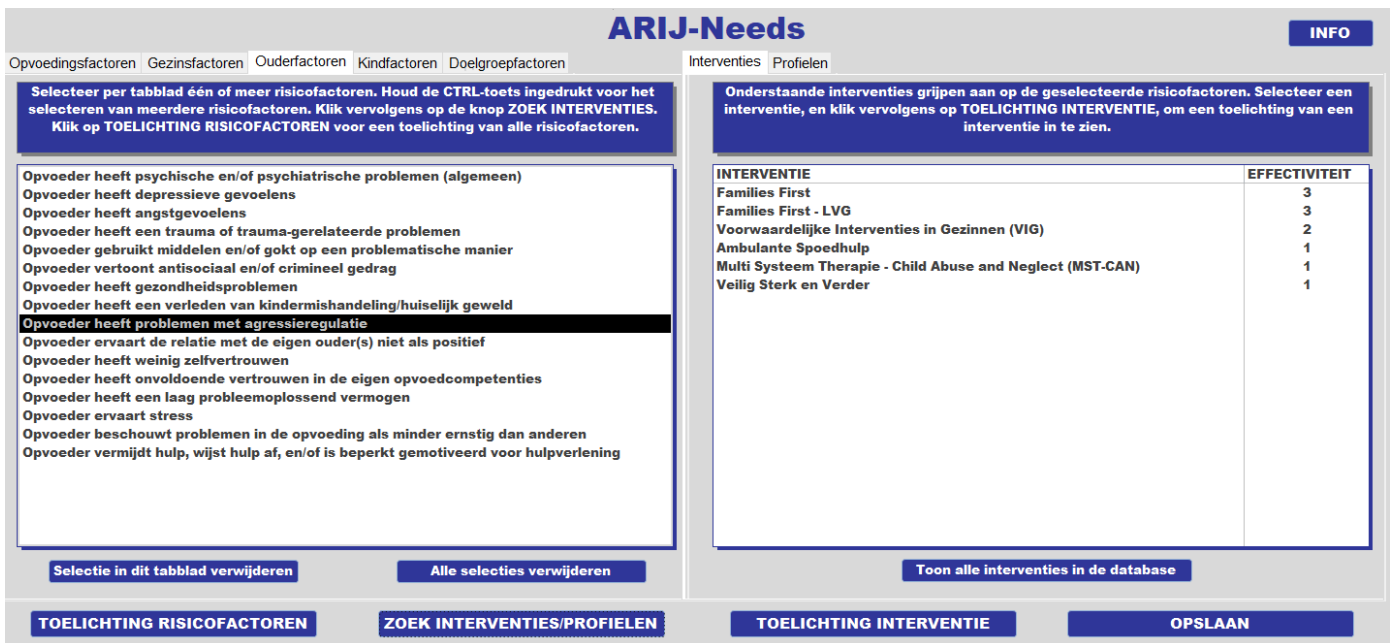 ARIJ-Needs
INFO
Opvoedingsfactoren Gezinsfactoren Ouderfactoren Kindfactoren Doelgroepfactoren
Selecteer per tabblad één of meer risicofactoren. Houd de CTRL-toets ingedrukt voor het
selecteren van meerdere risicofactoren. Klik vervolgens op de knop ZOEK INTERVENTIES.
Klik op TOELICHTING RISICOFACTOREN voor een toelichting van alle risicofactoren.
Opvoeder heeft psychische en/of psychiatrische problemen (algemeen)
Opvoeder heeft depressieve gevoelens
Opvoeder heeft angstgevoelens
Opvoeder heeft een trauma of trauma-gerelateerde problemen
Opvoeder gebruikt middelen en/of gokt op een problematische manier
Opvoeder vertoont antisociaal en/of crimineel gedrag
Opvoeder heeft gezondheidsproblemen
Opvoeder heeft een verleden van kindermishandeling/huiselijk geweld
Opvoeder heeft problemen met agressieregulatie
Opvoeder ervaart de relatie met de eigen ouder(s) niet als positief
Opvoeder heeft weinig zelfvertrouwen
Opvoeder heeft onvoldoende vertrouwen in de eigen opvoedcompetenties
Opvoeder heeft een laag probleemoplossend vermogen
Opvoeder ervaart stress
Opvoeder beschouwt problemen in de opvoeding als minder ernstig dan anderen
Opvoeder vermijdt hulp, wijst hulp af, en/of is beperkt gemotiveerd voor hulpverlening
Selectie in dit tabblad verwijderen
Alle selecties verwijderen
Interventies Profielen
Onderstaande interventies grijpen aan op de geselecteerde risicofactoren. Selecteer een
interventie, en klik vervolgens op TOELICHTING INTERVENTIE, om een toelichting van een
interventie in te zien.
INTERVENTIE EFFECTIVITEIT
Families First 3
Families First - LVG 3
Voorwaardelijke Interventies in Gezinnen (VIG) 2
Ambulante Spoedhulp 1
Multi Systeem Therapie - Child Abuse and Neglect (MST-CAN) 1
Veilig Sterk en Verder 1
Toon alle interventies in de database
TOELICHTING RISICOFACTOREN
ZOEK INTERVENTIES/PROFIELEN
TOELICHTING INTERVENTIE
OPSLAAN